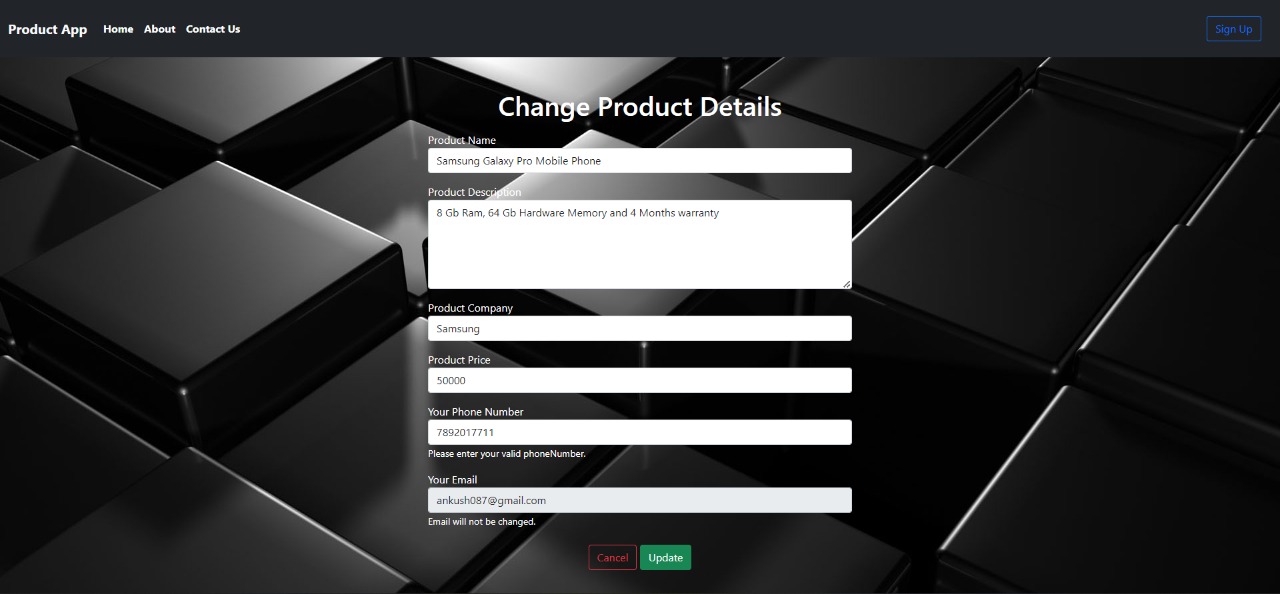 Product App Home About Contact Us Sign Up
Change Product Details
Product Name
Samsung Galaxy Pro Mobile Phone
Product Description
8 Gb Ram, 64 Gb Hardware Memory and 4 Months warranty
Product Company
Samsung
Product Price
50000
Your Phone Number
7892017711
Please enter your valid phoneNumber.
Your Email
ankush087@gmail.com
Email will not be changed.
Cancel Update